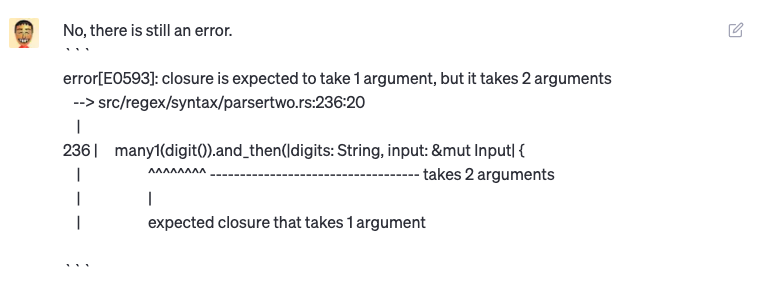 No, there is still an error.
```
error[E0593]: closure is expected to take 1 argument, but it takes 2 arguments
   --> src/regex/syntax/parsertwo.rs:236:20
    |
236 |     many1(digit()).and_then(|digits: String, input: &mut Input| {
    |                    ^^^^^^^^ ----------------------------------- takes 2 arguments
    |                    |
    |                    expected closure that takes 1 argument
```